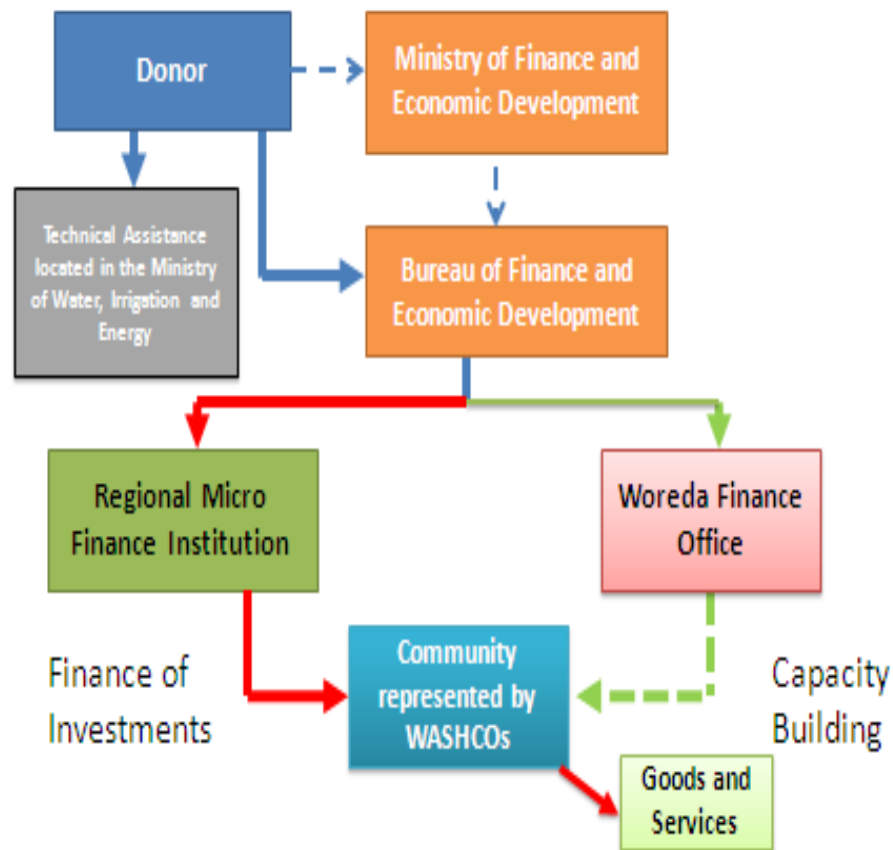 Donor
Ministry of Finance and
Economic Development
Technical Assistance
located in the Ministry
of Water, Irrigation and
Energy
Bureau of Finance and
Economic Development
Regional Micro
Finance Institution
Woreda Finance
Office
Finance of
Investments
Community
represented by
WASHCOs
Capacity
Building
Goods and
Services